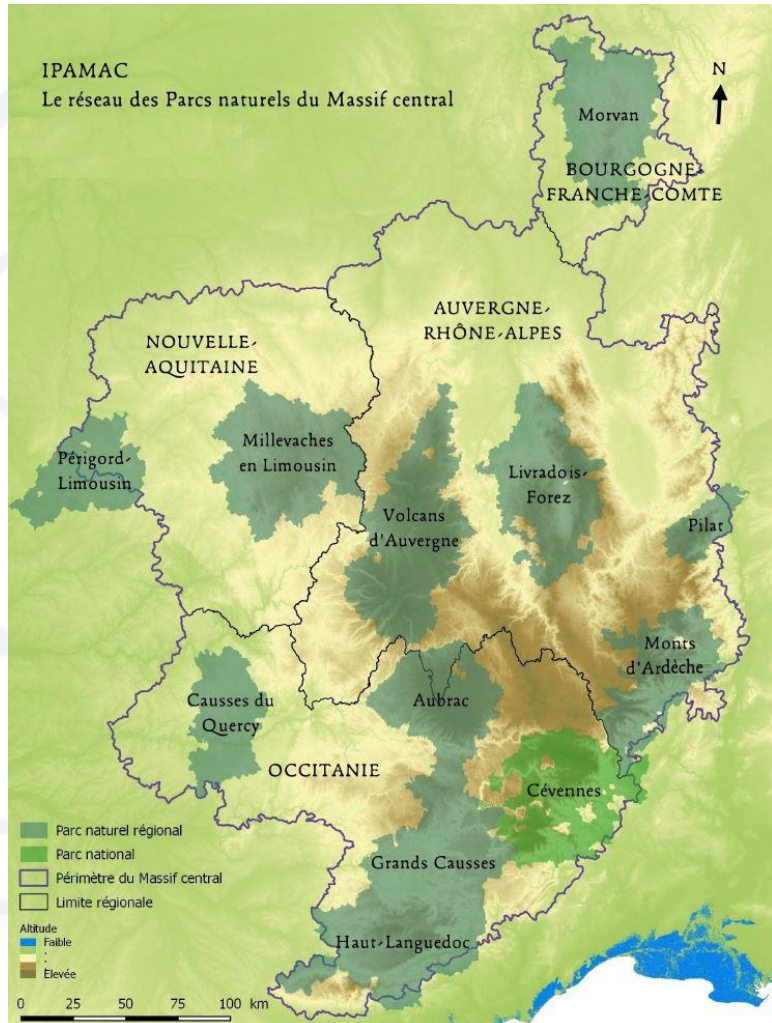 IPAMAC
Le réseau des Parcs naturels du Massif central
N
Morvan
BOURGOGNE-
FRANCHE-COMTE
AUVERGNE-
RHÔNE-ALPES
NOUVELLE-
AQUITAINE
Périgord-
Limousin
Millevaches
en Limousin
Livradois-
Forez
Volcans
d'Auvergne
Pilat
Monts
d'Ardèche
Aubrac
Causses du
Quercy
OCCITANIE
Cévennes
Grands Causses
Haut-Languedoc
Parc naturel régional
Parc national
Périmètre du Massif central
Limite régionale
Altitude
Faible
:
:
Élevée
0 25 50 75 100 km